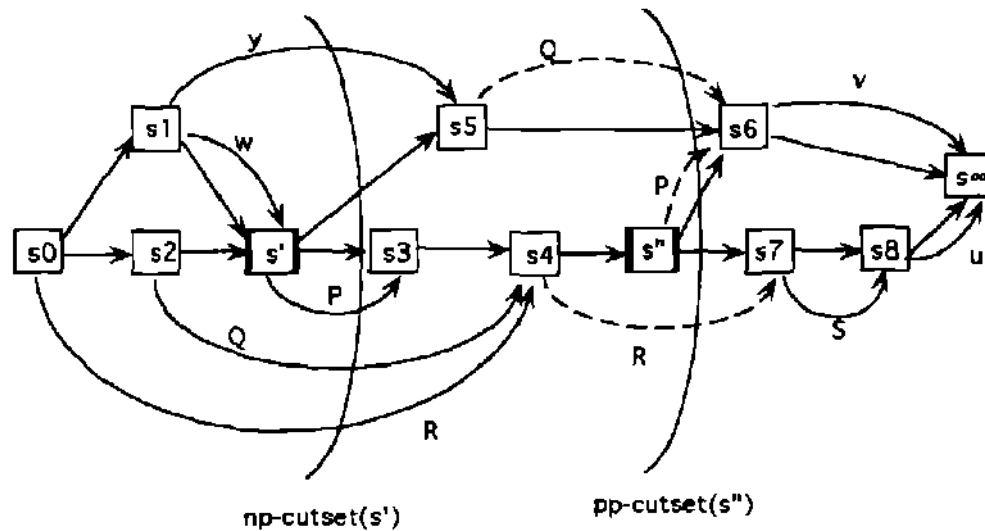 y
Q
v
s1
s5
s6
w
s∞
P
s0
s2
s'
s3
s4
s"
s7
s8
u
P
Q
R
S
R
np-cutset(s')
pp-cutset(s")